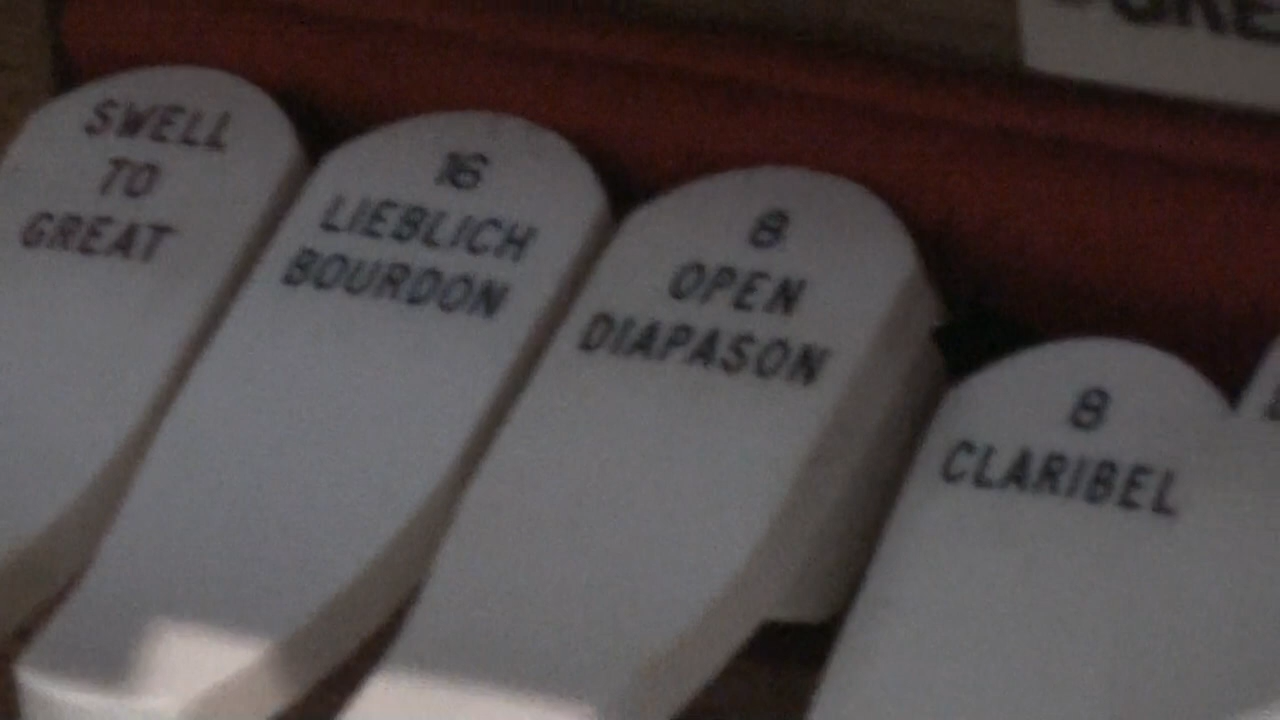 SWELL
TO
GREAT
16
LIEBLICH
BOURDON
8
OPEN
DIAPASON
8
CLARIBEL